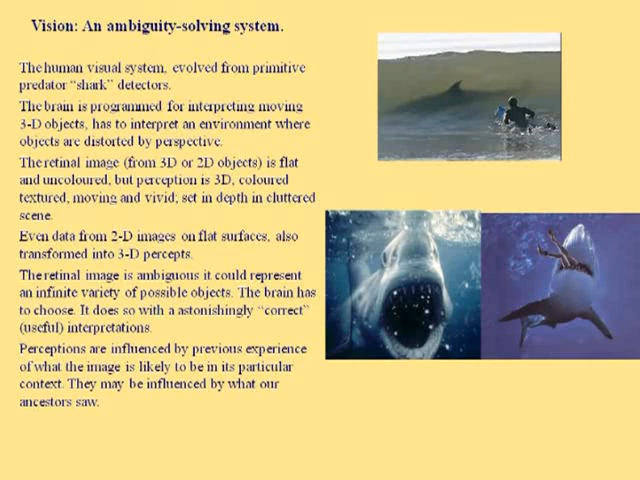 Vision: An ambiguity-solving system.
The human visual system, evolved from primitive
predator “shark” detectors.
The brain is programmed for interpreting moving
3-D objects, has to interpret an environment where
objects are distorted by perspective.
The retinal image (from 3D or 2D objects) is flat
and uncoloured, but perception is 3D, coloured
textured, moving and vivid; set in depth in cluttered
scene.
Even data from 2-D images on flat surfaces, also
transformed into 3-D percepts.
The retinal image is ambiguous it could represent
an infinite variety of possible objects. The brain has
to choose. It does so with a astonishingly “correct”
(useful) interpretations.
Perceptions are influenced by previous experience
of what the image is likely to be in its particular
context. They may be influenced by what our
ancestors saw.